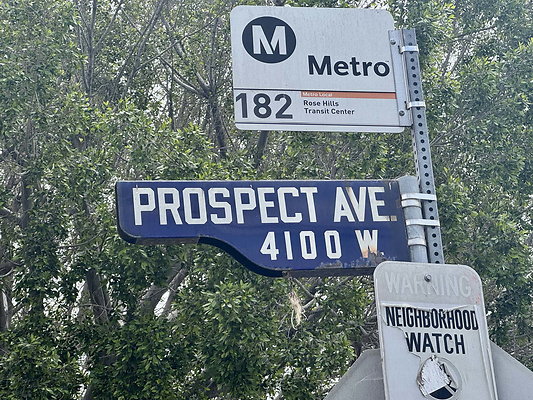 M
Metro
182
Metro Local
Rose Hills
Transit Center
PROSPECT AVE.
4100 W.
WARNING
NEIGHBORHOOD
WATCH